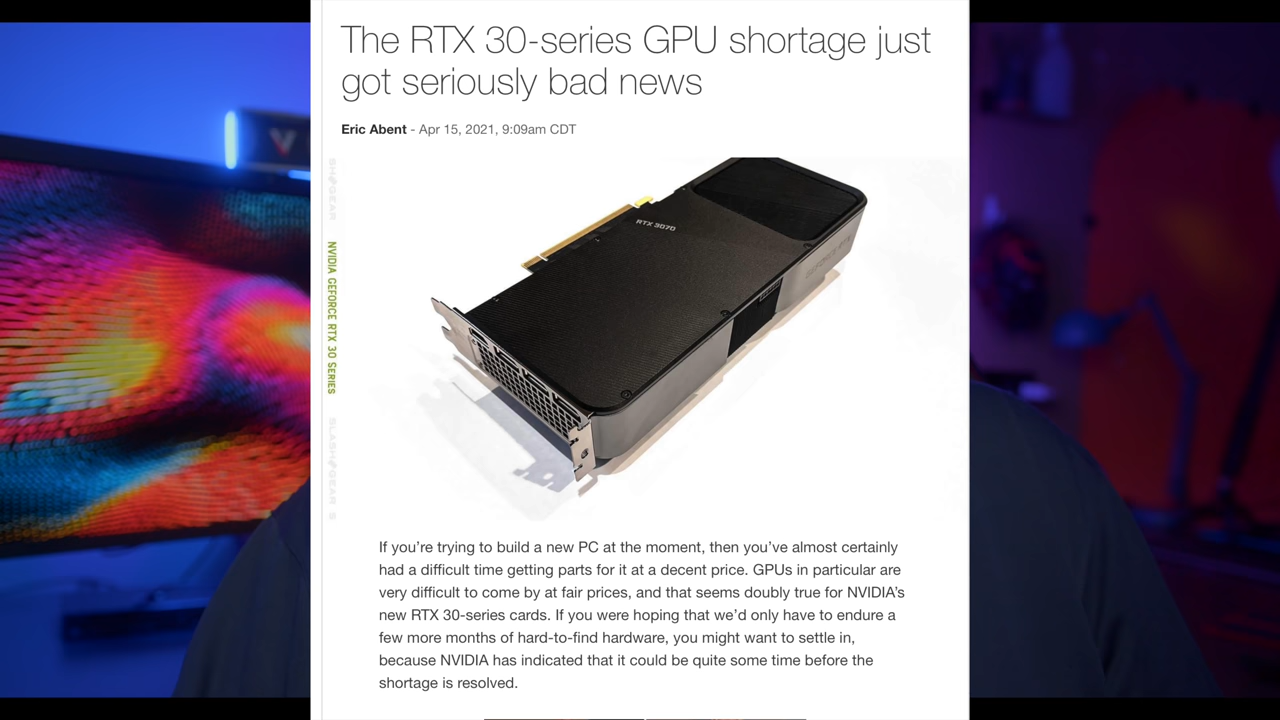 The RTX 30-series GPU shortage just
got seriously bad news
Eric Abent - Apr 15, 2021, 9:09am CDT
SLASHGEAR
NVIDIA GEFORCE RTX 30 SERIES
SLASHGEAR S
RTX 3070
If you’re trying to build a new PC at the moment, then you’ve almost certainly
had a difficult time getting parts for it at a decent price. GPUs in particular are
very difficult to come by at fair prices, and that seems doubly true for NVIDIA’s
new RTX 30-series cards. If you were hoping that we’d only have to endure a
few more months of hard-to-find hardware, you might want to settle in,
because NVIDIA has indicated that it could be quite some time before the
shortage is resolved.